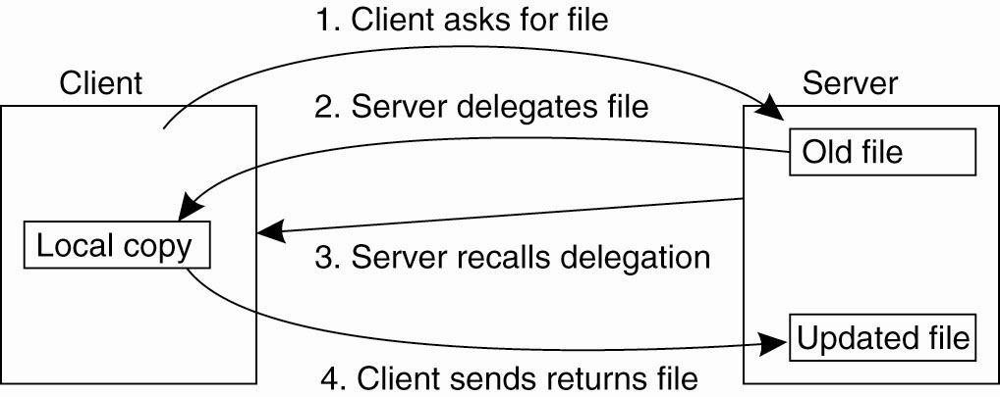 1. Client asks for file
Client
Server
2. Server delegates file
Old file
Local copy
3. Server recalls delegation
Updated file
4. Client sends returns file